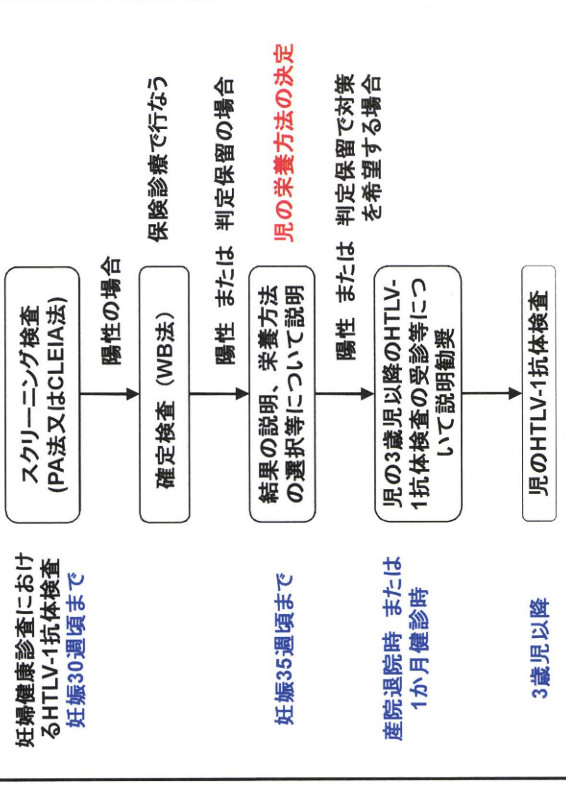 妊婦健康診査におけ
るHTLV-1抗体検査
妊娠30週頃まで
スクリーニング検査
(PA法又はCLEIA法)
陽性の場合
確定検査（WB法）
保険診療で行なう
陽性 または 判定保留の場合
妊娠35週頃まで
結果の説明、栄養方法
の選択等について説明
児の栄養方法の決定
陽性 または 判定保留で対策
を希望する場合
産院退院時 または
1か月健診時
児の3歳児以降のHTLV-
1抗体検査の受診等につ
いて説明勧奨
3歳児以降
児のHTLV-1抗体検査